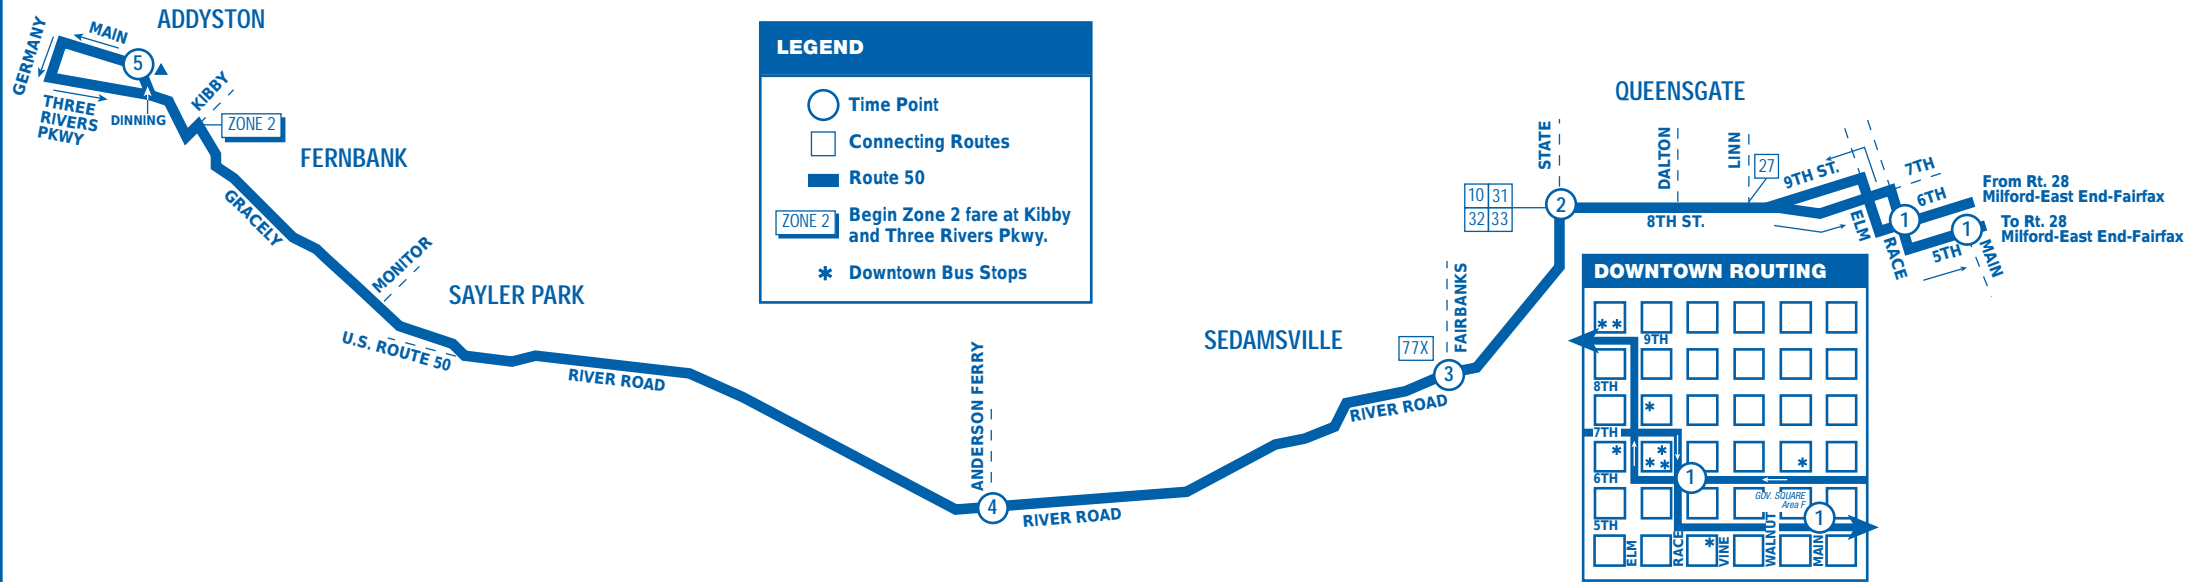 ADDYSTON
MAIN
GERMANY
5
KIBBY
THREE
RIVERS
PKWY
DINNING
ZONE 2
FERNBANK
GRACELY
MONITOR
SAYLER PARK
U.S. ROUTE 50
RIVER ROAD
LEGEND
Time Point
Connecting Routes
Route 50
ZONE 2
Begin Zone 2 fare at Kibby
and Three Rivers Pkwy.
* Downtown Bus Stops
ANDERSON FERRY
4
RIVER ROAD
SEDAMSVILLE
77X
FAIRBANKS
3
RIVER ROAD
QUEENSGATE
STATE
DALTON
LINN
10 31
32 33
2
27
8TH ST.
9TH ST.
7TH
6TH
ELM
1
RACE
5TH
1
MAIN
From Rt. 28
Milford-East End-Fairfax
To Rt. 28
Milford-East End-Fairfax
DOWNTOWN ROUTING
* *
9TH
8TH
*
7TH
* *
* * *
6TH
1
GOV. SQUARE
Area F
1
5TH
*
ELM
RACE
VINE
WALNUT
MAIN